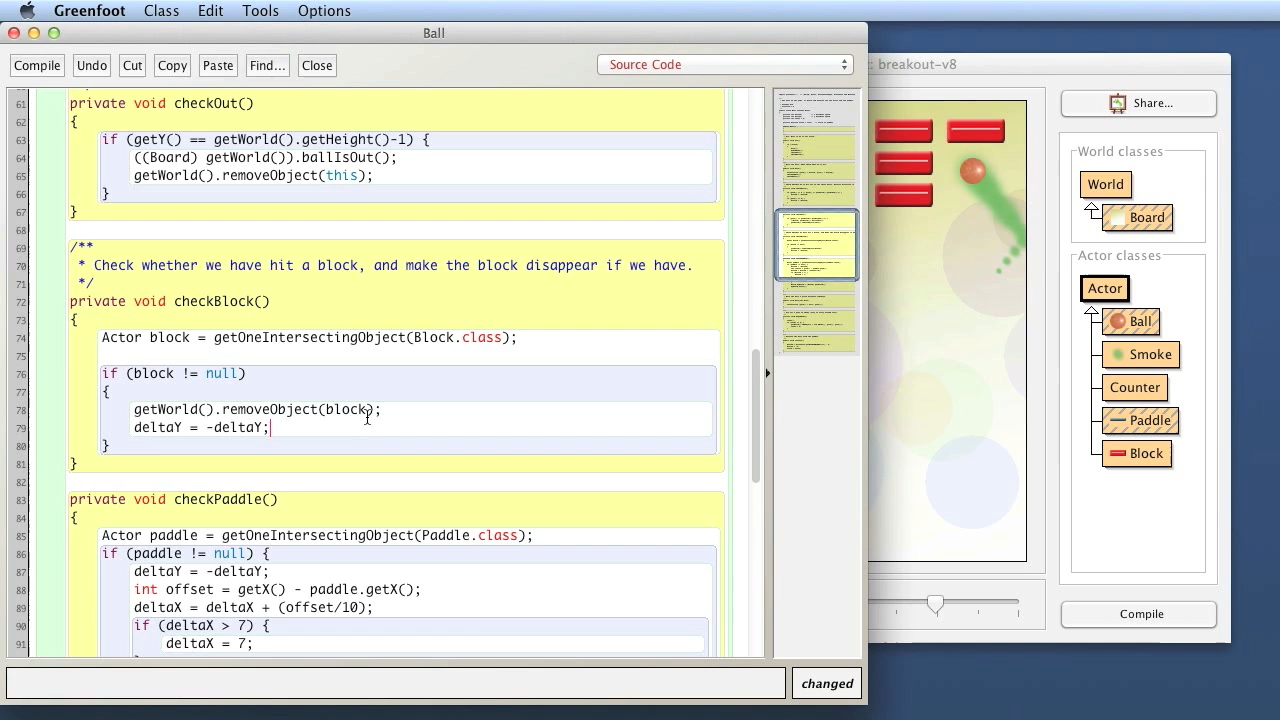 Greenfoot Class Edit Tools Options
Ball
Compile Undo Cut Copy Paste Find... Close Source Code
61 private void checkOut()
62 {
63 if (getY() == getWorld().getHeight()-1) {
64 ((Board) getWorld()).ballIsOut();
65 getWorld().removeObject(this);
66 }
67 }
68
69 /**
70 * Check whether we have hit a block, and make the block disappear if we have.
71 */
72 private void checkBlock()
73 {
74 Actor block = getOneIntersectingObject(Block.class);
75
76 if (block != null)
77 {
78 getWorld().removeObject(block);
79 deltaY = -deltaY;
80 }
81 }
82
83 private void checkPaddle()
84 {
85 Actor paddle = getOneIntersectingObject(Paddle.class);
86 if (paddle != null) {
87 deltaY = -deltaY;
88 int offset = getX() - paddle.getX();
89 deltaX = deltaX + (offset/10);
90 if (deltaX > 7) {
91 deltaX = 7;
changed
: breakout-v8
Share...
World classes
World
Board
Actor classes
Actor
Ball
Smoke
Counter
Paddle
Block
Compile